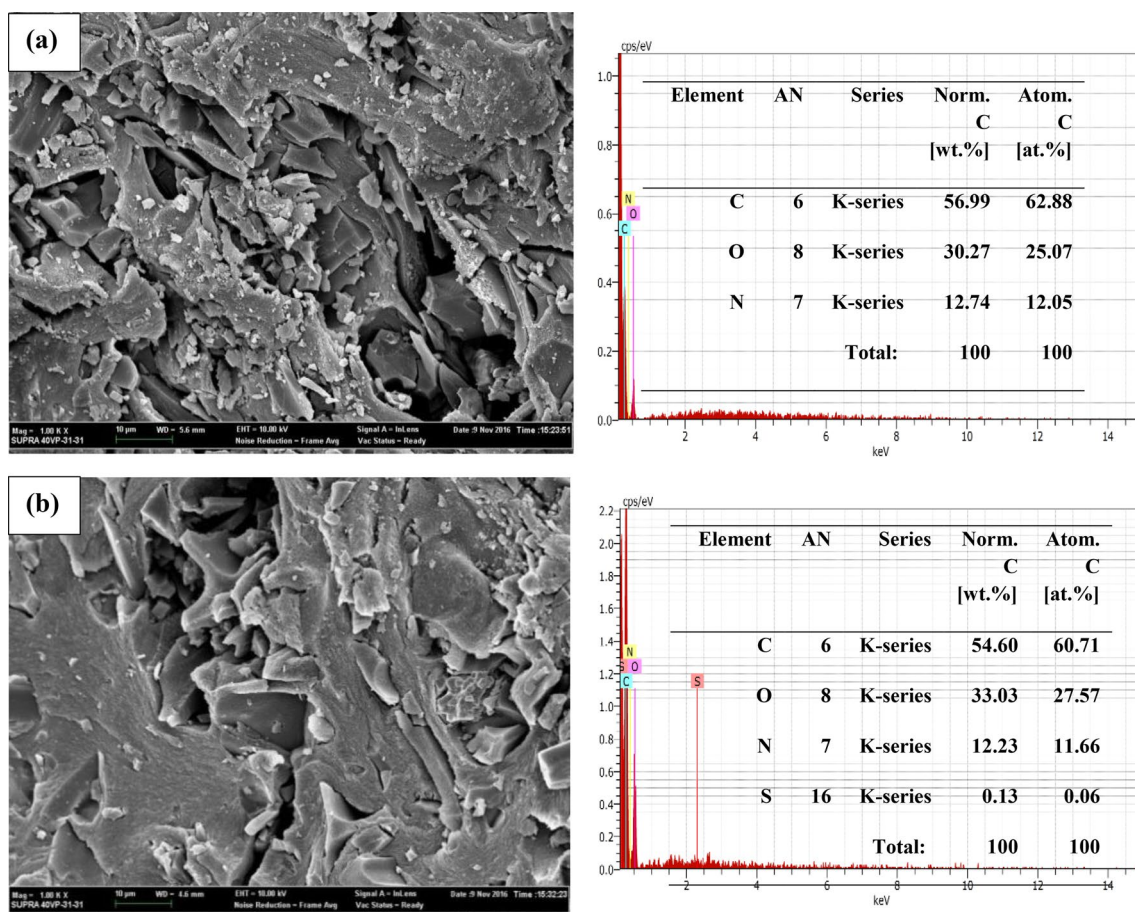 (a)
Mag = 1.00 K X 10 µm WD = 5.6 mm EHT = 10.00 kV Signal A = InLens Date :9 Nov 2016 Time :15:23:51
SUPRA 40VP-31-31 Noise Reduction = Frame Avg Vac Status = Ready
cps/eV
Element AN Series Norm. Atom.
C C
[wt.%] [at.%]
C 6 K-series 56.99 62.88
O 8 K-series 30.27 25.07
N 7 K-series 12.74 12.05
Total: 100 100
1.0
0.8
0.6
0.4
0.2
0.0
N
O
C
2 4 6 8 10 12 14
keV
(b)
Mag = 1.00 K X 10 µm WD = 4.6 mm EHT = 10.00 kV Signal A = InLens Date :9 Nov 2016 Time :15:32:23
SUPRA 40VP-31-31 Noise Reduction = Frame Avg Vac Status = Ready
cps/eV
Element AN Series Norm. Atom.
C C
[wt.%] [at.%]
C 6 K-series 54.60 60.71
O 8 K-series 33.03 27.57
N 7 K-series 12.23 11.66
S 16 K-series 0.13 0.06
Total: 100 100
2.2
2.0
1.8
1.6
1.4
1.2
1.0
0.8
0.6
0.4
0.2
0.0
N
S O
C S
2 4 6 8 10 12 14
keV